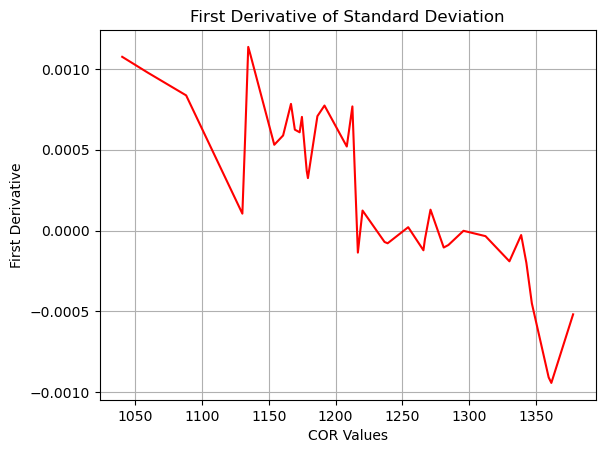 First Derivative of Standard Deviation
First Derivative
0.0010
0.0005
0.0000
−0.0005
−0.0010
1050 1100 1150 1200 1250 1300 1350
COR Values